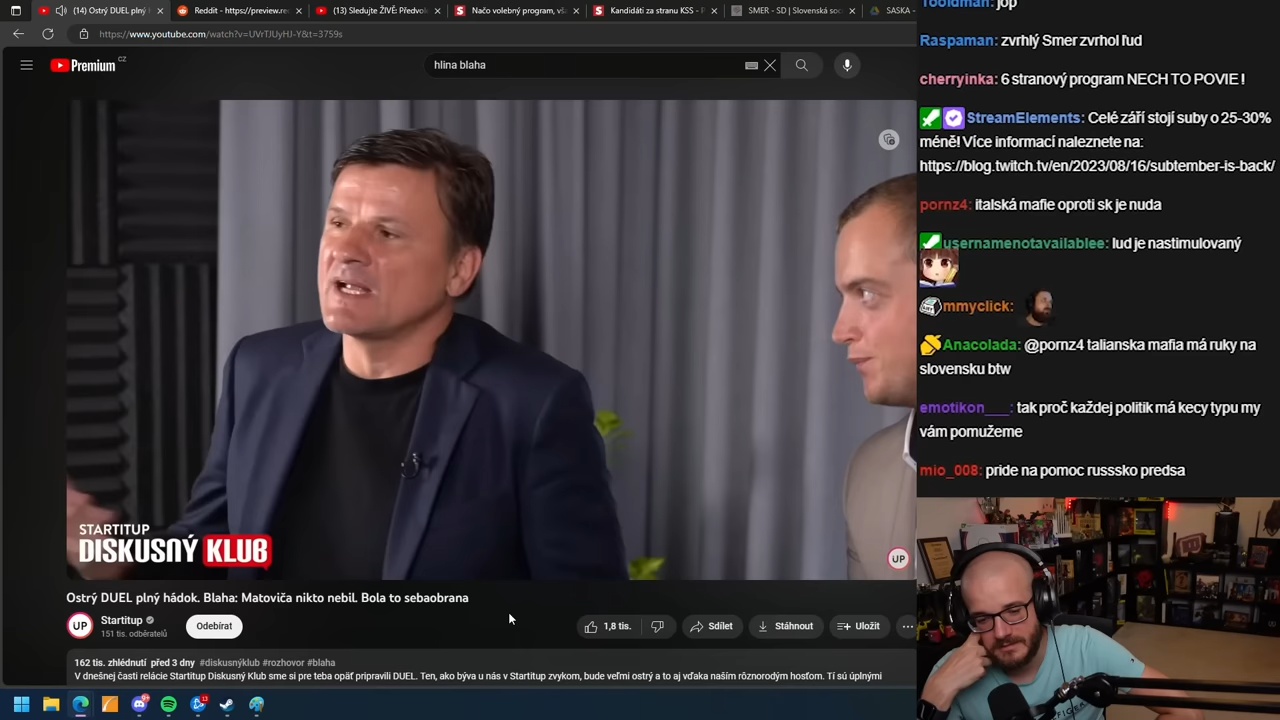 (14) Ostrý DUEL plný h
Reddit - https://preview.red
(13) Sledujte ŽIVĚ: Předvol
Načo volebný program, vš
Kandidáti za stranu KSS - P
SMER - SD | Slovenská soc
SASKA -
https://www.youtube.com/watch?v=UVrTJUyHJ-Y&t=3759s
Premium CZ
hlina blaha
STARTITUP
DISKUSNÝ KLUB
UP
Ostrý DUEL plný hádok. Blaha: Matoviča nikto nebil. Bola to sebaobrana
UP
Startitup
151 tis. odběratelů
Odebírat
1,8 tis.
Sdílet
Stáhnout
Uložit
162 tis. zhlédnutí před 3 dny #diskusnýklub #rozhovor #blaha
V dnešnej časti relácie Startitup Diskusný Klub sme si pre teba opäť pripravili DUEL. Ten, ako býva u nás v Startitup zvykom, bude veľmi ostrý a to aj vďaka naším rôznorodým hosťom. Tí sú úplnými
Tooldman: jop
Raspaman: zvrhlý Smer zvrhol ľud
cherryinka: 6 stranový program NECH TO POVIE !
StreamElements: Celé září stojí suby o 25-30%
méně! Více informací naleznete na:
https://blog.twitch.tv/en/2023/08/16/subtember-is-back/
pornz4: italská mafie oproti sk je nuda
usernamenotavailablee: lud je nastimulovaný
mmyclick:
Anacolada: @pornz4 talianska mafia má ruky na
slovensku btw
emotikon___: tak proč každej politik má kecy typu my
vám pomužeme
mio_008: pride na pomoc russsko predsa